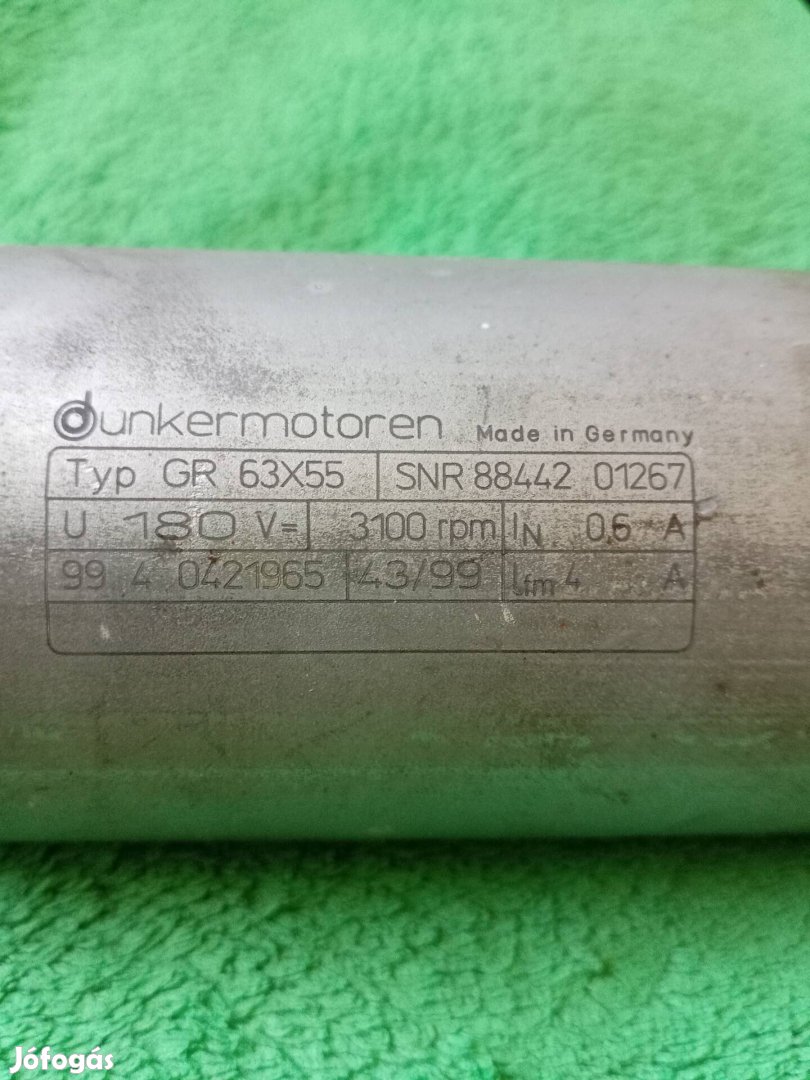 dunkermotoren Made in Germany
Typ GR 63X55 SNR 88442 01267
U 180 V= 3100 rpm IN 0,6 A
99 4 0421965 43/99 Ifm 4 A
Jófogás